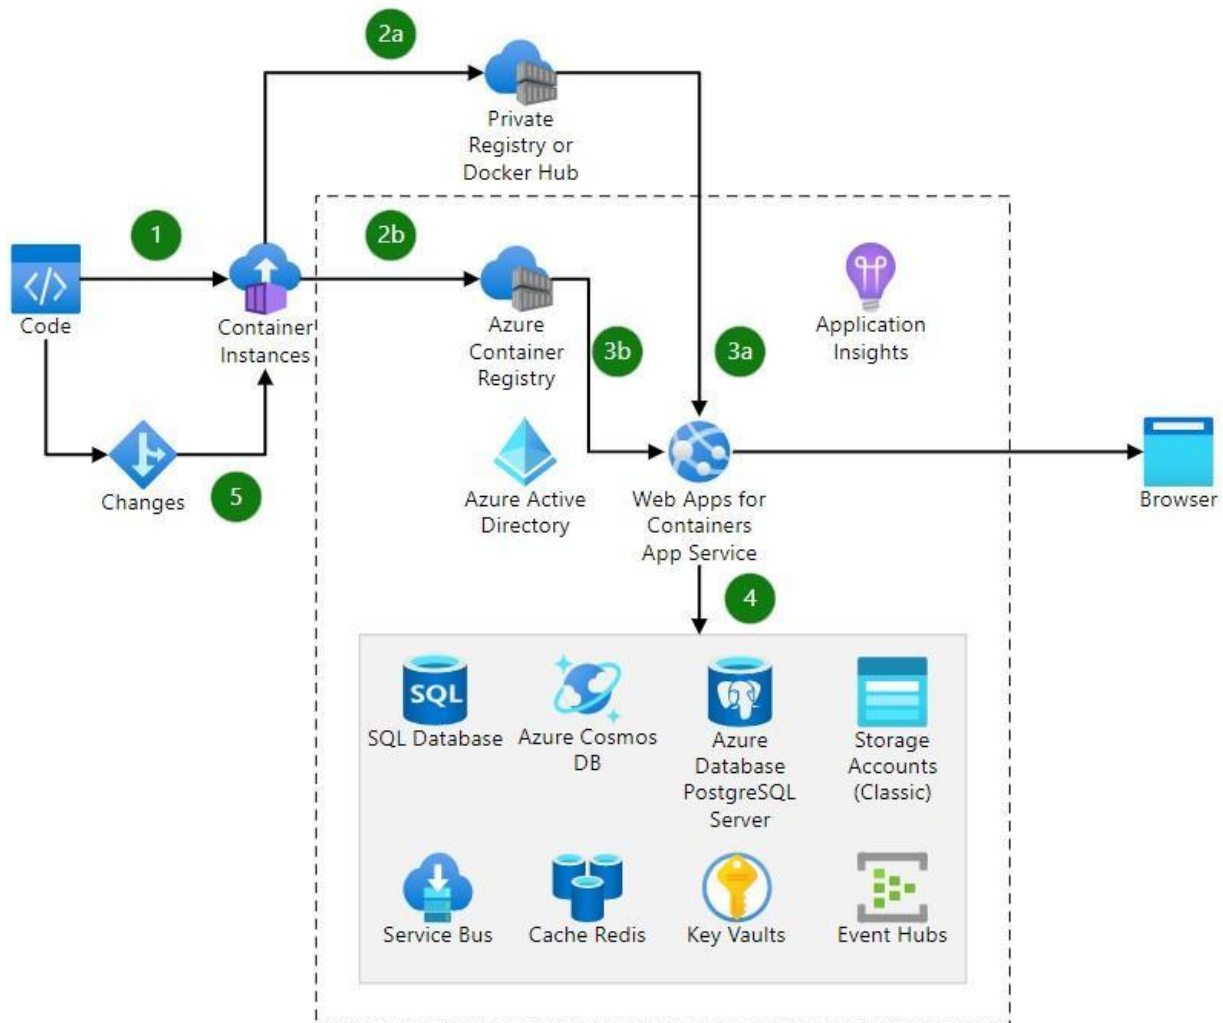 2a
Private
Registry or
Docker Hub
1
2b
Code
Container
Instances
Azure
Container
Registry
3b
3a
Application
Insights
Changes
5
Azure Active
Directory
Web Apps for
Containers
App Service
Browser
4
SQL
SQL Database
Azure Cosmos
DB
Azure
Database
PostgreSQL
Server
Storage
Accounts
(Classic)
Service Bus
Cache Redis
Key Vaults
Event Hubs